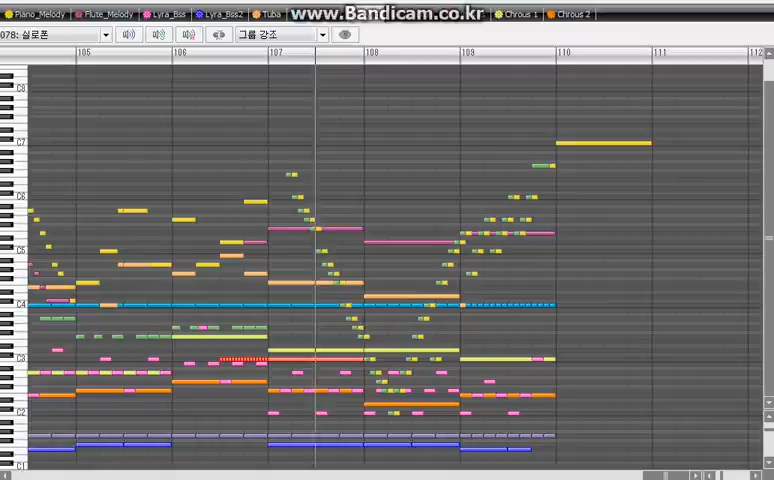 Piano_Melody Flute_Melody Lyra_Bss Lyra_Bss2 Tuba www.Bandicam.co.kr Chrous 1 Chrous 2
078: 실로폰 그룹 강조
105 106 107 108 109 110 111 112
C8
C7
C6
C5
C4
C3
C2
C1